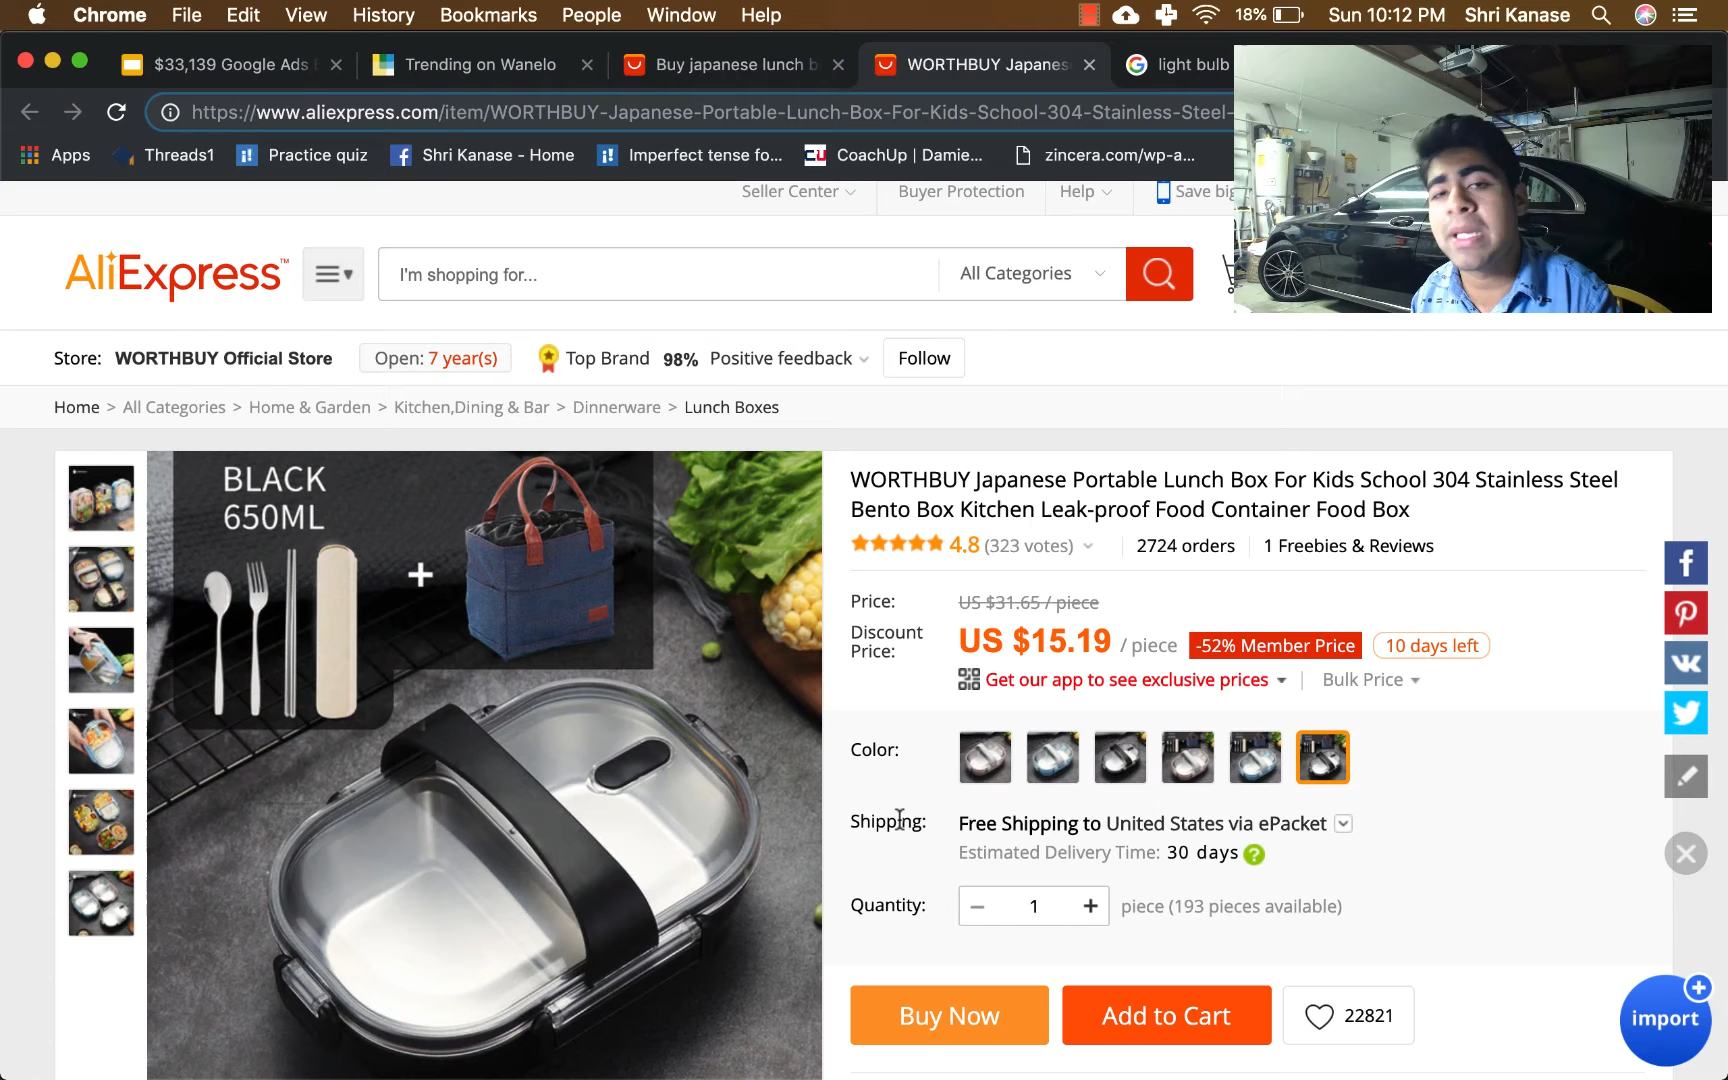 Chrome File Edit View History Bookmarks People Window Help 18% Sun 10:12 PM Shri Kanase
$33,139 Google Ads Trending on Wanelo Buy japanese lunch b WORTHBUY Japanes light bulb
https://www.aliexpress.com/item/WORTHBUY-Japanese-Portable-Lunch-Box-For-Kids-School-304-Stainless-Steel-
Apps Threads1 Practice quiz Shri Kanase - Home Imperfect tense fo... CoachUp | Damie... zincera.com/wp-a...
Seller Center Buyer Protection Help Save big
AliExpress™ I'm shopping for... All Categories
Store: WORTHBUY Official Store Open: 7 year(s) Top Brand 98% Positive feedback Follow
Home > All Categories > Home & Garden > Kitchen,Dining & Bar > Dinnerware > Lunch Boxes
BLACK
650ML
+
WORTHBUY Japanese Portable Lunch Box For Kids School 304 Stainless Steel
Bento Box Kitchen Leak-proof Food Container Food Box
4.8 (323 votes) 2724 orders 1 Freebies & Reviews
Price: US $31.65 / piece
Discount
Price: US $15.19 / piece -52% Member Price 10 days left
Get our app to see exclusive prices | Bulk Price
Color:
Shipping: Free Shipping to United States via ePacket
Estimated Delivery Time: 30 days ?
Quantity: − 1 + piece (193 pieces available)
Buy Now Add to Cart 22821
import